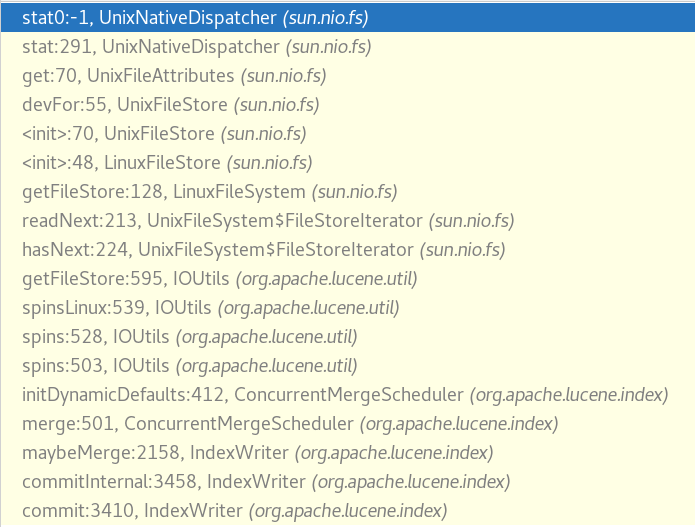 stat0:-1, UnixNativeDispatcher (sun.nio.fs)
stat:291, UnixNativeDispatcher (sun.nio.fs)
get:70, UnixFileAttributes (sun.nio.fs)
devFor:55, UnixFileStore (sun.nio.fs)
<init>:70, UnixFileStore (sun.nio.fs)
<init>:48, LinuxFileStore (sun.nio.fs)
getFileStore:128, LinuxFileSystem (sun.nio.fs)
readNext:213, UnixFileSystem$FileStoreIterator (sun.nio.fs)
hasNext:224, UnixFileSystem$FileStoreIterator (sun.nio.fs)
getFileStore:595, IOUtils (org.apache.lucene.util)
spinsLinux:539, IOUtils (org.apache.lucene.util)
spins:528, IOUtils (org.apache.lucene.util)
spins:503, IOUtils (org.apache.lucene.util)
initDynamicDefaults:412, ConcurrentMergeScheduler (org.apache.lucene.index)
merge:501, ConcurrentMergeScheduler (org.apache.lucene.index)
maybeMerge:2158, IndexWriter (org.apache.lucene.index)
commitInternal:3458, IndexWriter (org.apache.lucene.index)
commit:3410, IndexWriter (org.apache.lucene.index)